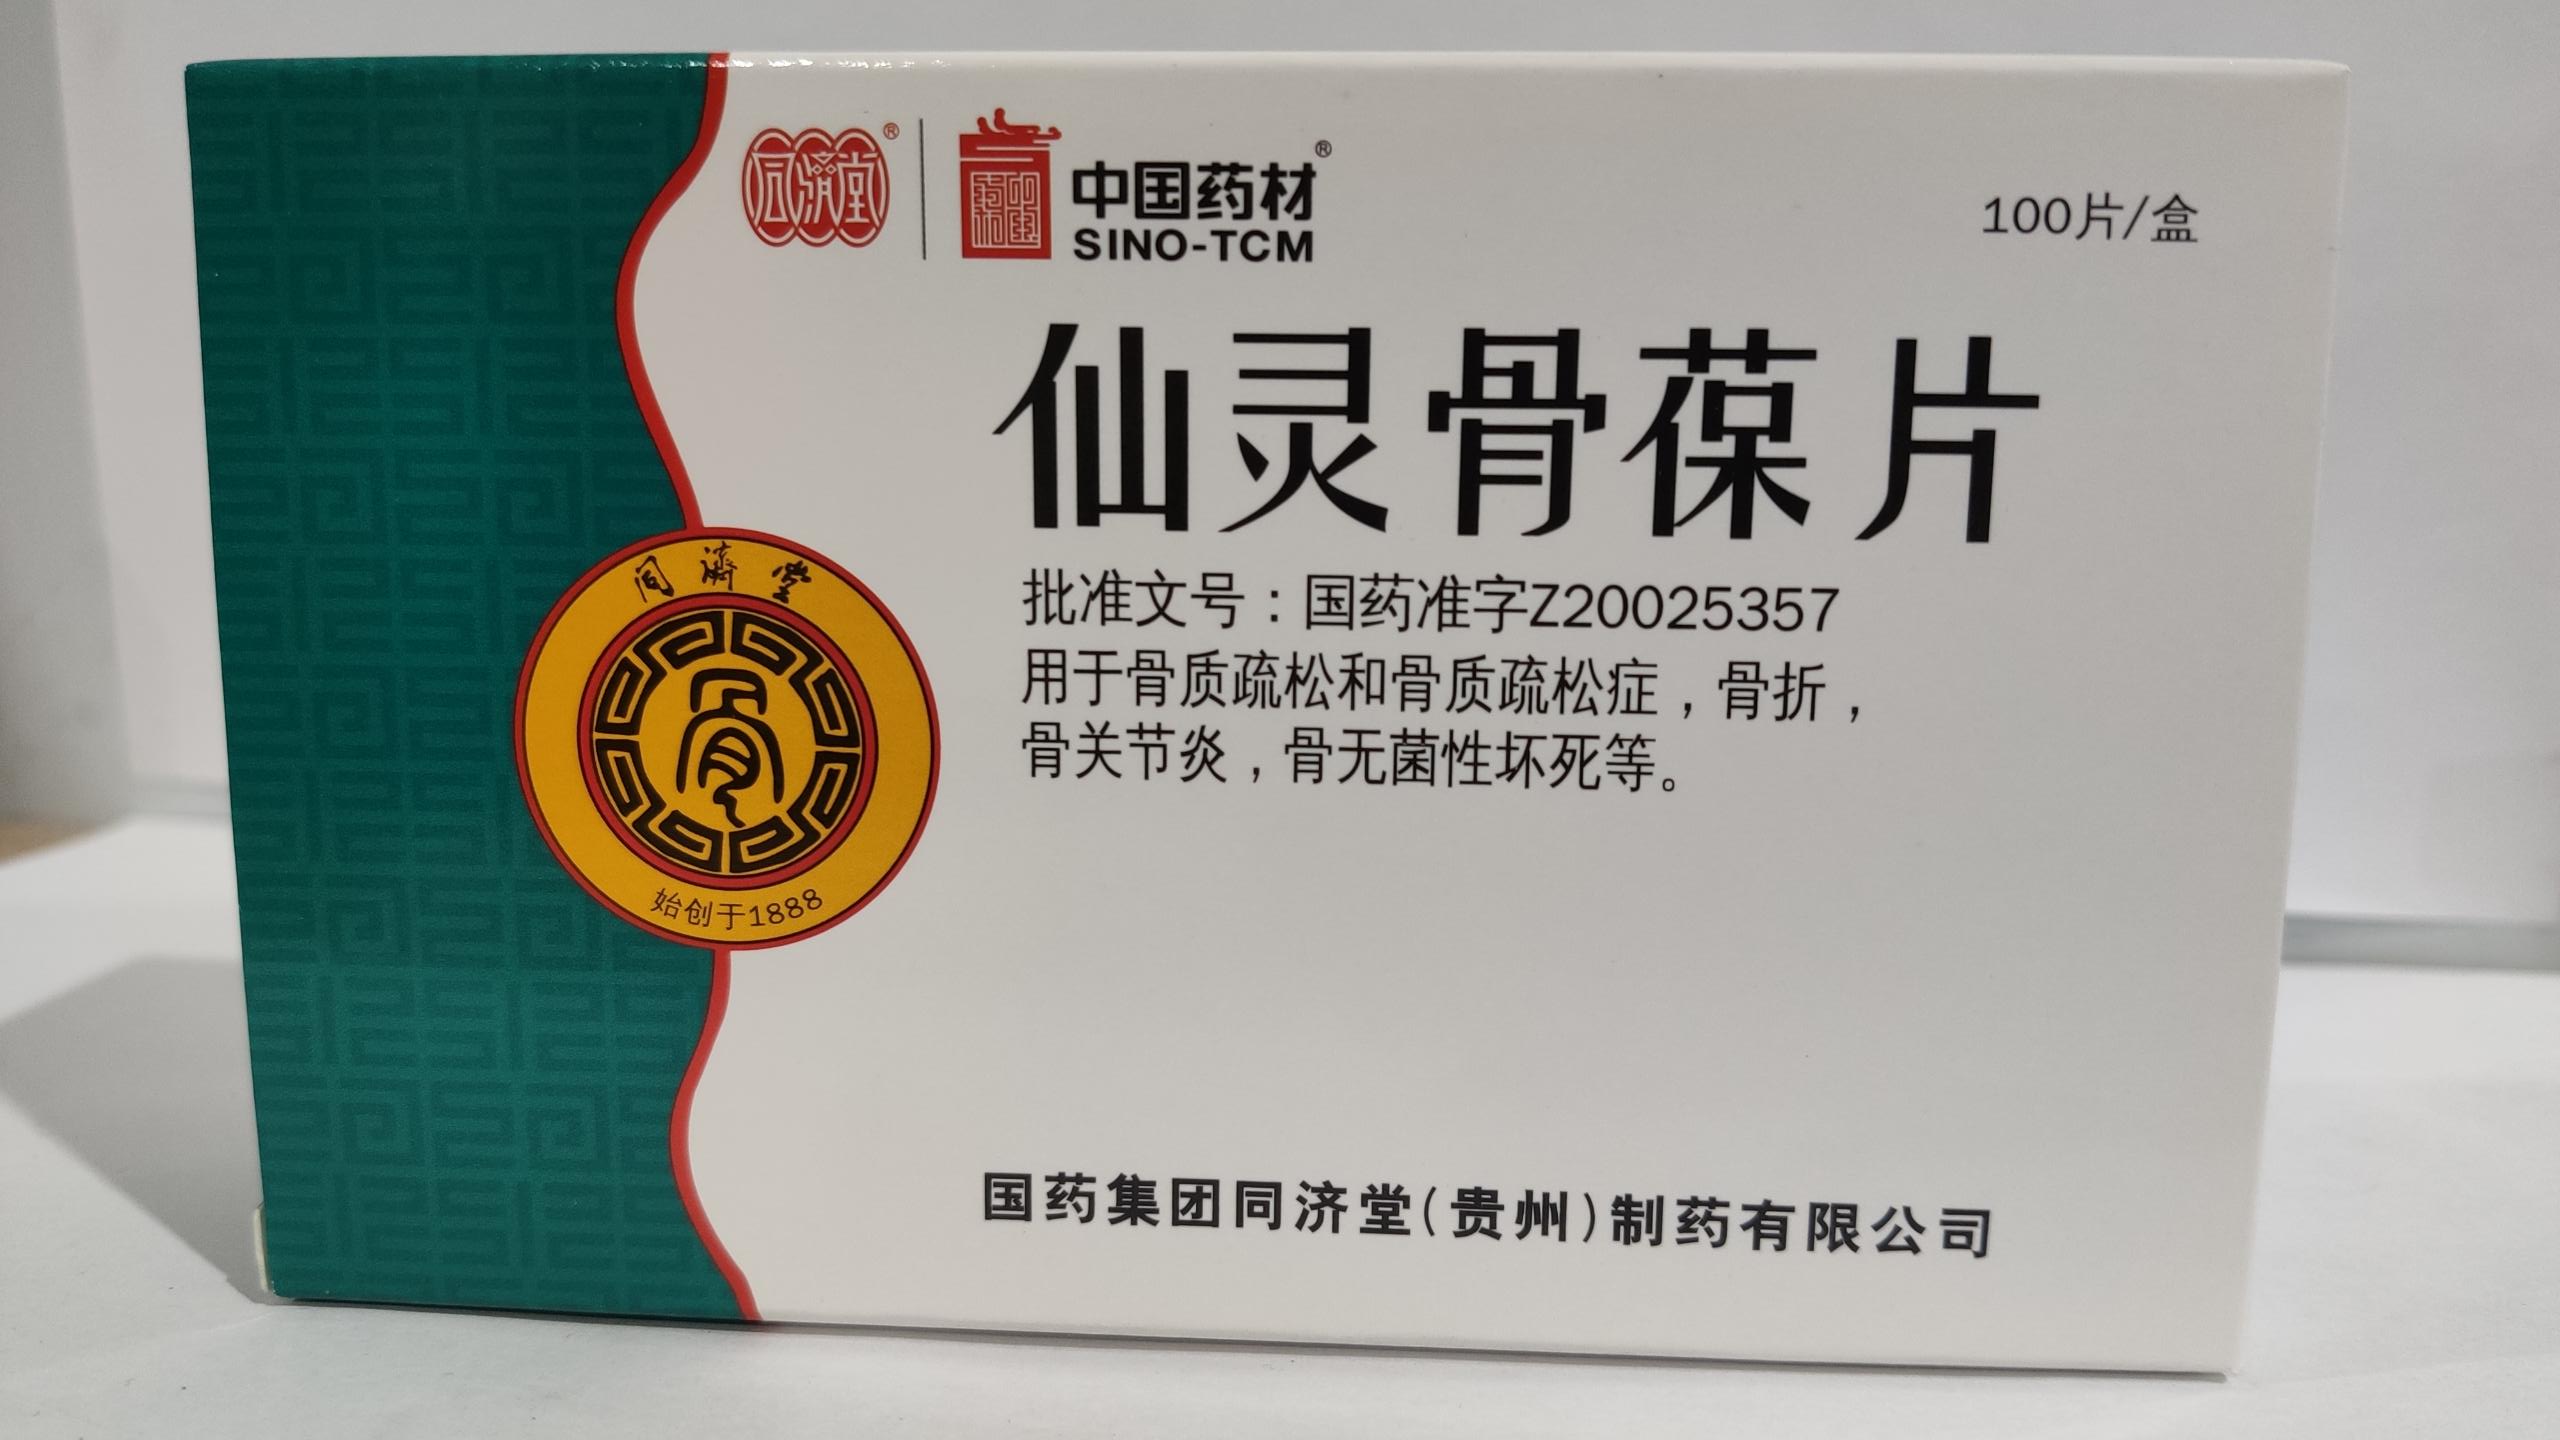 同济堂®
中国药材®
SINO-TCM
100片/盒
仙灵骨葆片
批准文号：国药准字Z20025357
用于骨质疏松和骨质疏松症，骨折，
骨关节炎，骨无菌性坏死等。
同濟堂
骨
始创于1888
国药集团同济堂(贵州)制药有限公司